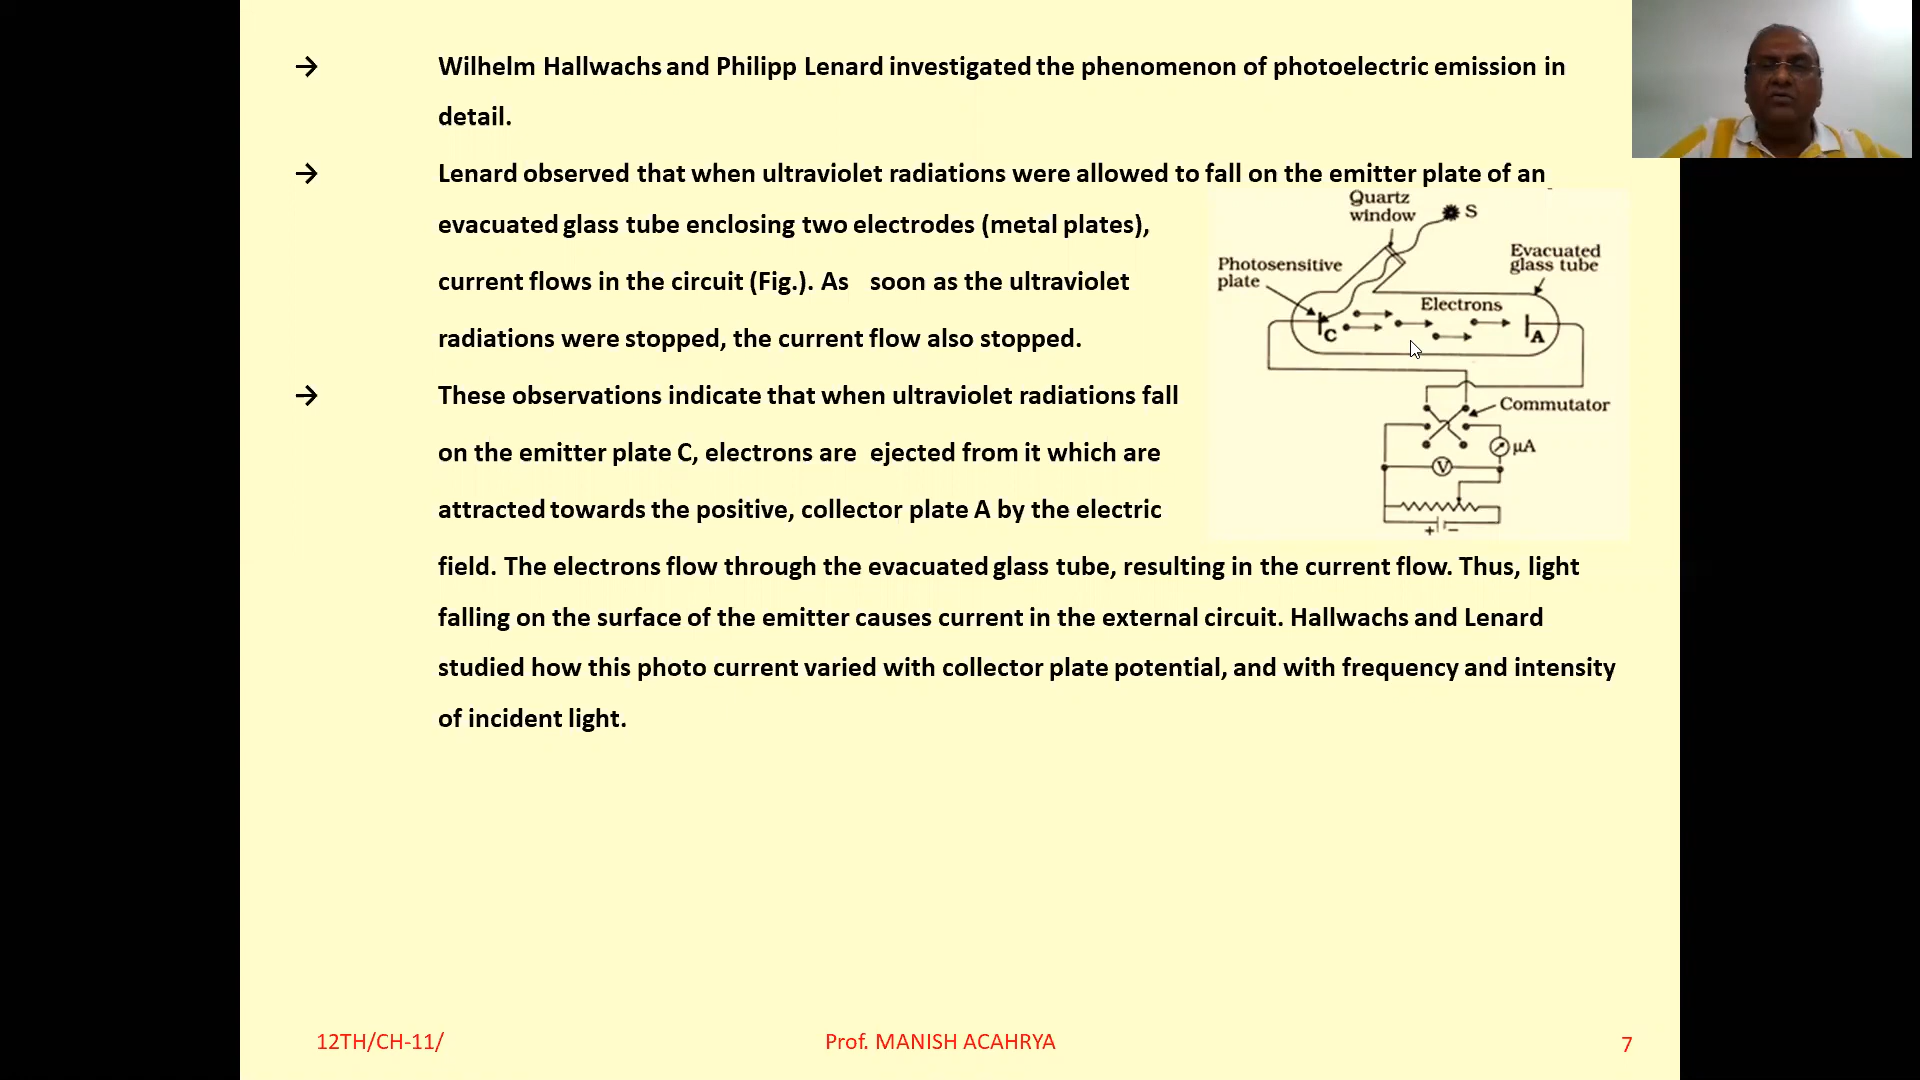 → Wilhelm Hallwachs and Philipp Lenard investigated the phenomenon of photoelectric emission in
detail.
→ Lenard observed that when ultraviolet radiations were allowed to fall on the emitter plate of an
evacuated glass tube enclosing two electrodes (metal plates),
current flows in the circuit (Fig.). As soon as the ultraviolet
radiations were stopped, the current flow also stopped.
→ These observations indicate that when ultraviolet radiations fall
on the emitter plate C, electrons are ejected from it which are
attracted towards the positive, collector plate A by the electric
field. The electrons flow through the evacuated glass tube, resulting in the current flow. Thus, light
falling on the surface of the emitter causes current in the external circuit. Hallwachs and Lenard
studied how this photo current varied with collector plate potential, and with frequency and intensity
of incident light.
Quartz
window
S
Photosensitive
plate
Evacuated
glass tube
Electrons
C
A
Commutator
μA
V
+ −
12TH/CH-11/
Prof. MANISH ACAHRYA
7